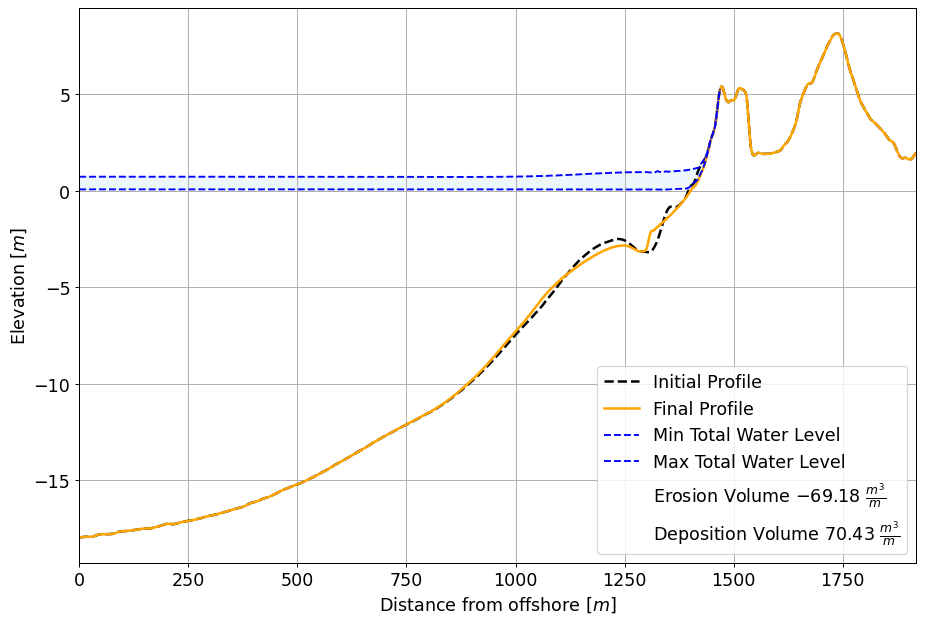 5
0
−5
−10
−15
Elevation [m]
0 250 500 750 1000 1250 1500 1750
Distance from offshore [m]
Initial Profile
Final Profile
Min Total Water Level
Max Total Water Level
Erosion Volume −69.18 m³/m
Deposition Volume 70.43 m³/m